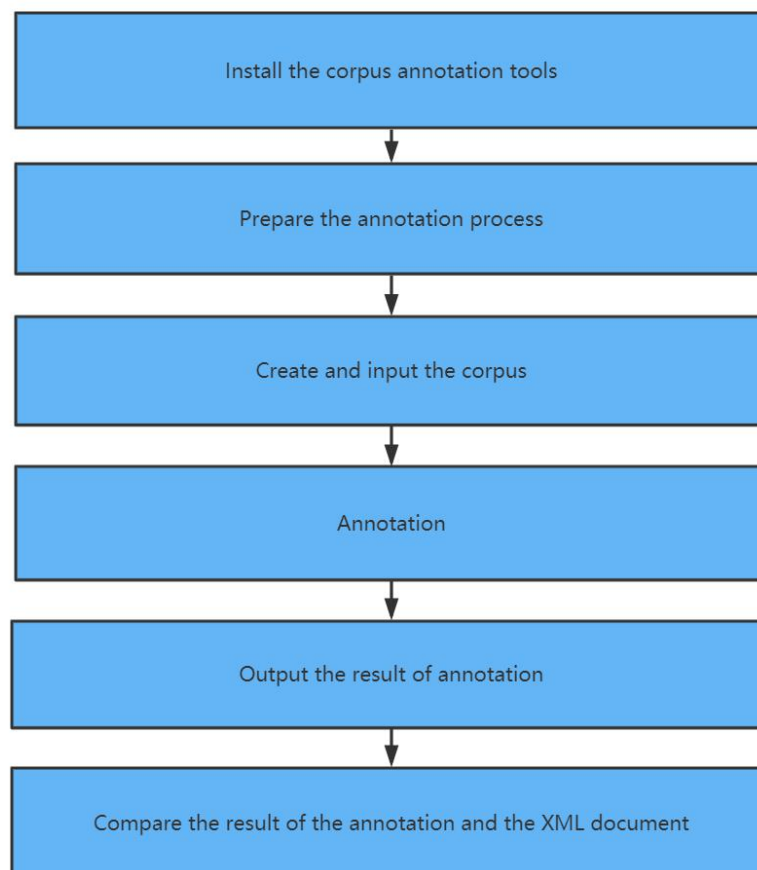 Install the corpus annotation tools
Prepare the annotation process
Create and input the corpus
Annotation
Output the result of annotation
Compare the result of the annotation and the XML document